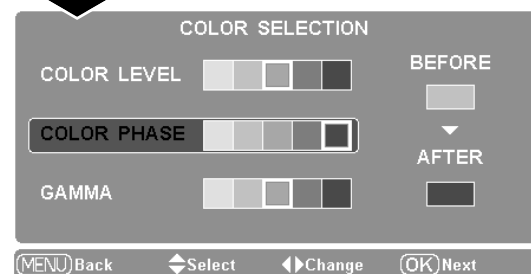 COLOR SELECTION
COLOR LEVEL
BEFORE
COLOR PHASE
AFTER
GAMMA
MENU Back Select Change OK Next